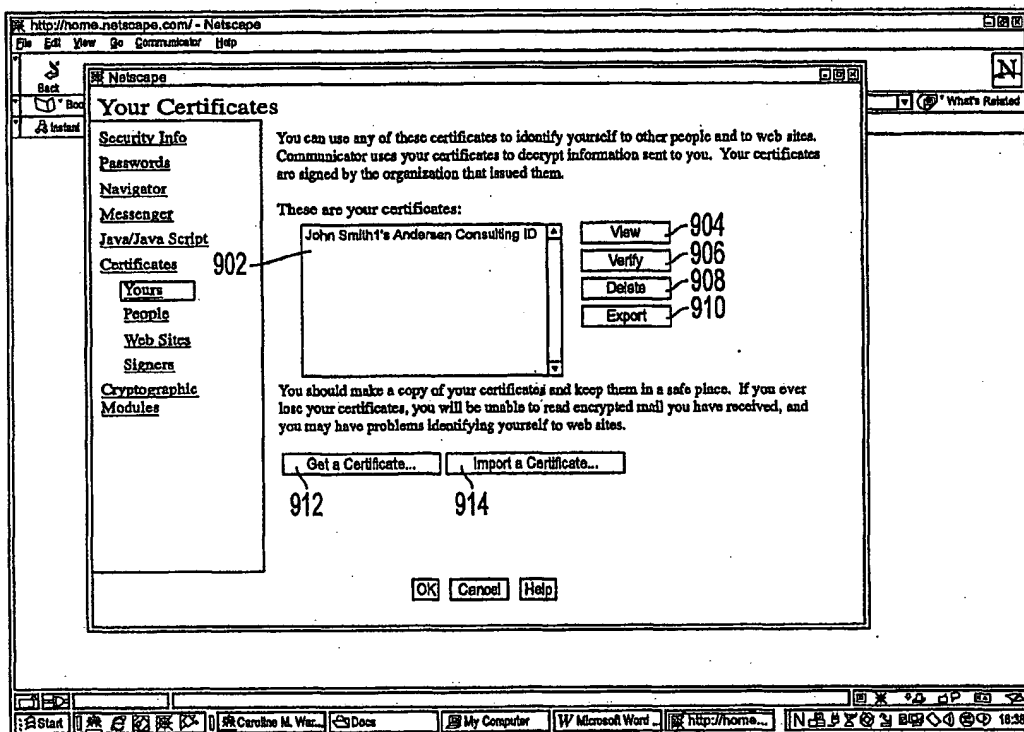 http://home.netscape.com/ - Netscape
File Edit View Go Communicator Help
Back
N
What's Related
Instant
Netscape
Your Certificates
Security Info
Passwords
Navigator
Messenger
Java/Java Script
Certificates
Yours
People
Web Sites
Signers
Cryptographic
Modules
You can use any of these certificates to identify yourself to other people and to web sites.
Communicator uses your certificates to decrypt information sent to you. Your certificates
are signed by the organization that issued them.
These are your certificates:
John Smith1's Andersen Consulting ID
902
View 904
Verify 906
Delete 908
Export 910
You should make a copy of your certificates and keep them in a safe place. If you ever
lose your certificates, you will be unable to read encrypted mail you have received, and
you may have problems identifying yourself to web sites.
Get a Certificate... Import a Certificate...
912 914
OK Cancel Help
Start Caroline M. War... Docs My Computer W Microsoft Word ... http://home... N 18:38